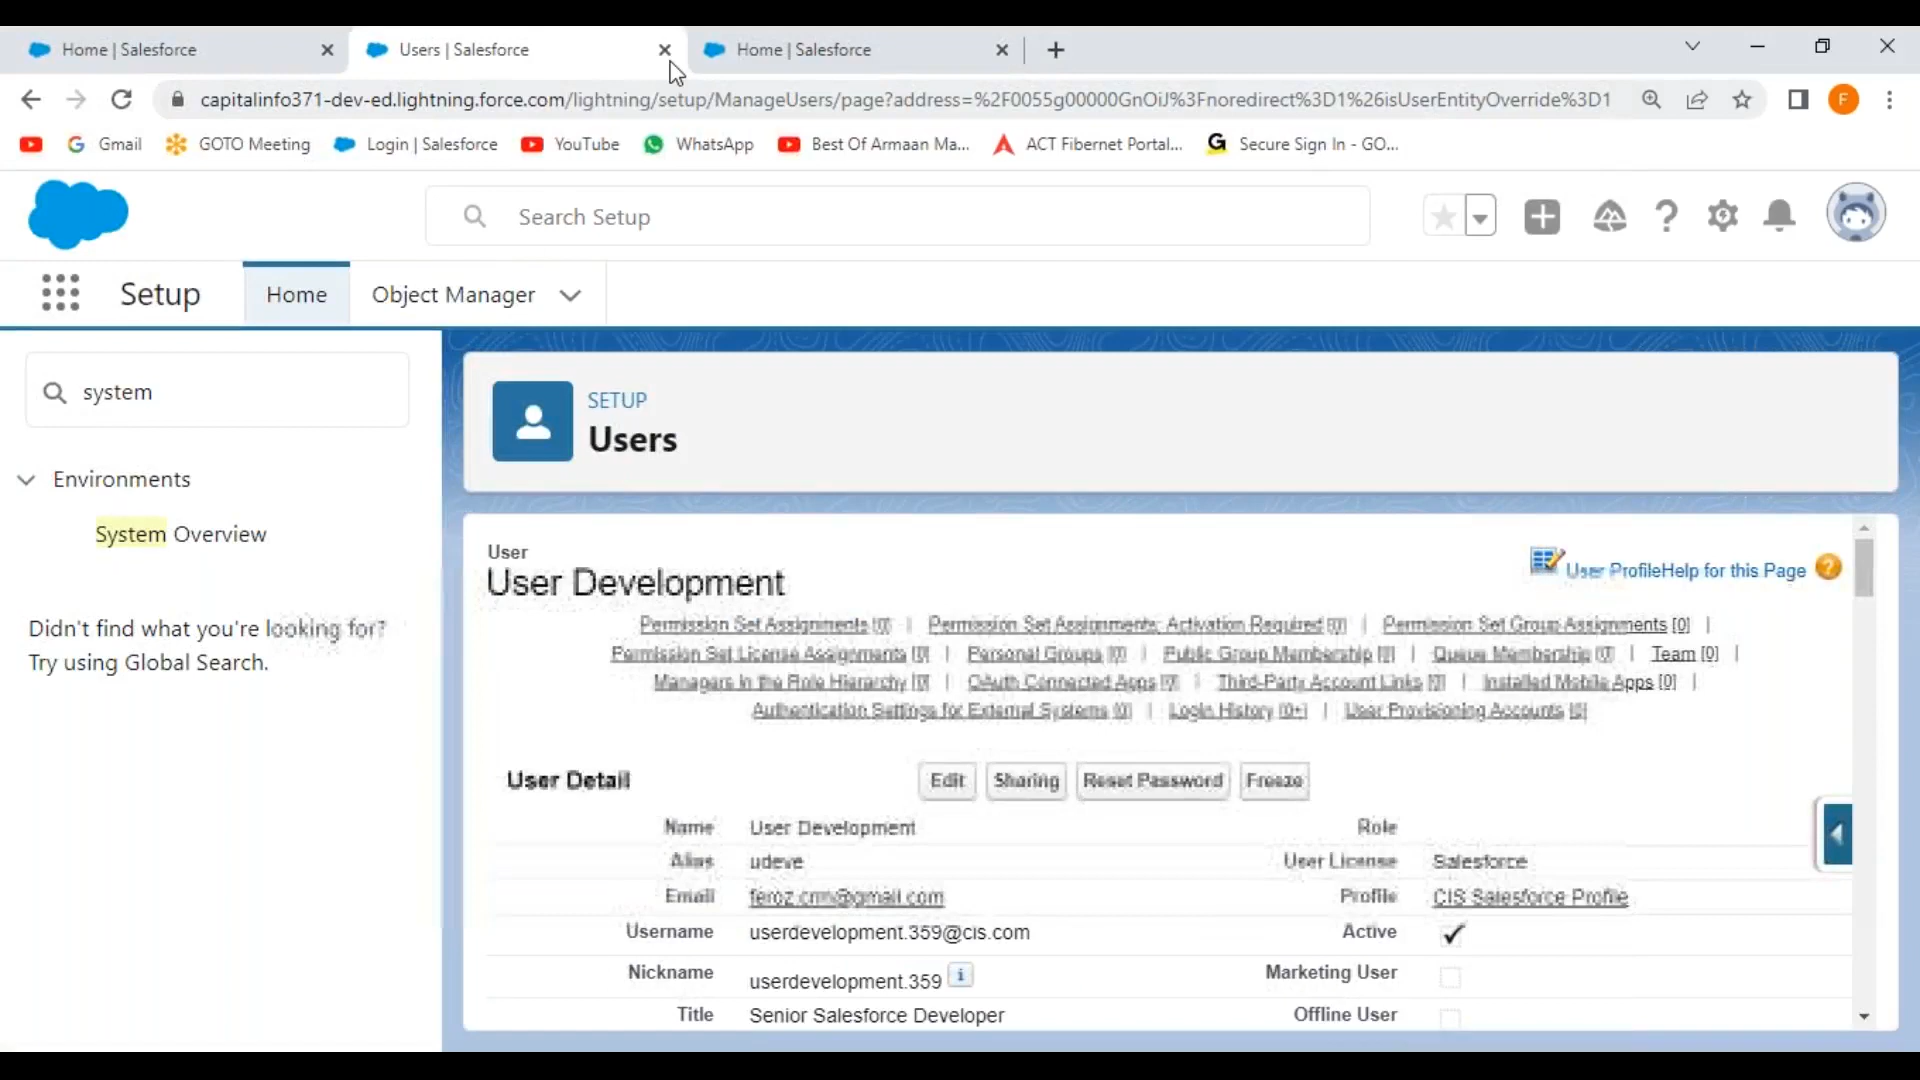 Home | Salesforce
Users | Salesforce
Home | Salesforce
capitalinfo371-dev-ed.lightning.force.com/lightning/setup/ManageUsers/page?address=%2F0055g00000GnOiJ%3Fnoredirect%3D1%26isUserEntityOverride%3D1
F
Gmail
GOTO Meeting
Login | Salesforce
YouTube
WhatsApp
Best Of Armaan Ma...
ACT Fibernet Portal...
Secure Sign In - GO...
Search Setup
Setup
Home
Object Manager
system
Environments
System Overview
Didn't find what you're looking for?
Try using Global Search.
SETUP
Users
User
User Development
User ProfileHelp for this Page
Permission Set Assignments [0] | Permission Set Assignments: Activation Required [0] | Permission Set Group Assignments [0] |
Permission Set License Assignments [0] | Personal Groups [0] | Public Group Membership [0] | Queue Membership [0] | Team [0] |
Managers in the Role Hierarchy [0] | OAuth Connected Apps [0] | Third-Party Account Links [0] | Installed Mobile Apps [0] |
Authentication Settings for External Systems [0] | Login History [0+] | User Provisioning Accounts [0]
User Detail
Edit
Sharing
Reset Password
Freeze
Name User Development Role
Alias udeve User License Salesforce
Email feroz.crm@gmail.com Profile CIS Salesforce Profile
Username userdevelopment.359@cis.com Active
Nickname userdevelopment.359 i Marketing User
Title Senior Salesforce Developer Offline User